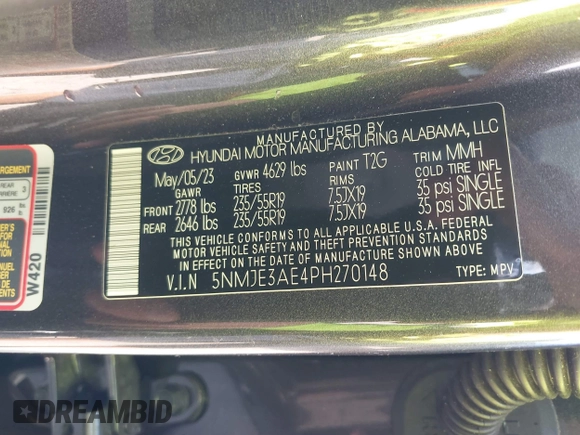 MANUFACTURED BY
HYUNDAI MOTOR MANUFACTURING ALABAMA, LLC
May/05/23 GVWR 4629 lbs PAINT T2G TRIM MMH
GAWR TIRES RIMS COLD TIRE INFL
FRONT 2778 lbs 235/55R19 7.5JX19 35 psi SINGLE
REAR 2646 lbs 235/55R19 7.5JX19 35 psi SINGLE
THIS VEHICLE CONFORMS TO ALL APPLICABLE U.S.A. FEDERAL
MOTOR VEHICLE SAFETY AND THEFT PREVENTION STANDARDS
IN EFFECT ON THE DATE OF MANUFACTURE SHOWN ABOVE
V.I.N 5NMJE3AE4PH270148 TYPE: MPV
REAR 3
926
W420
DREAMBID